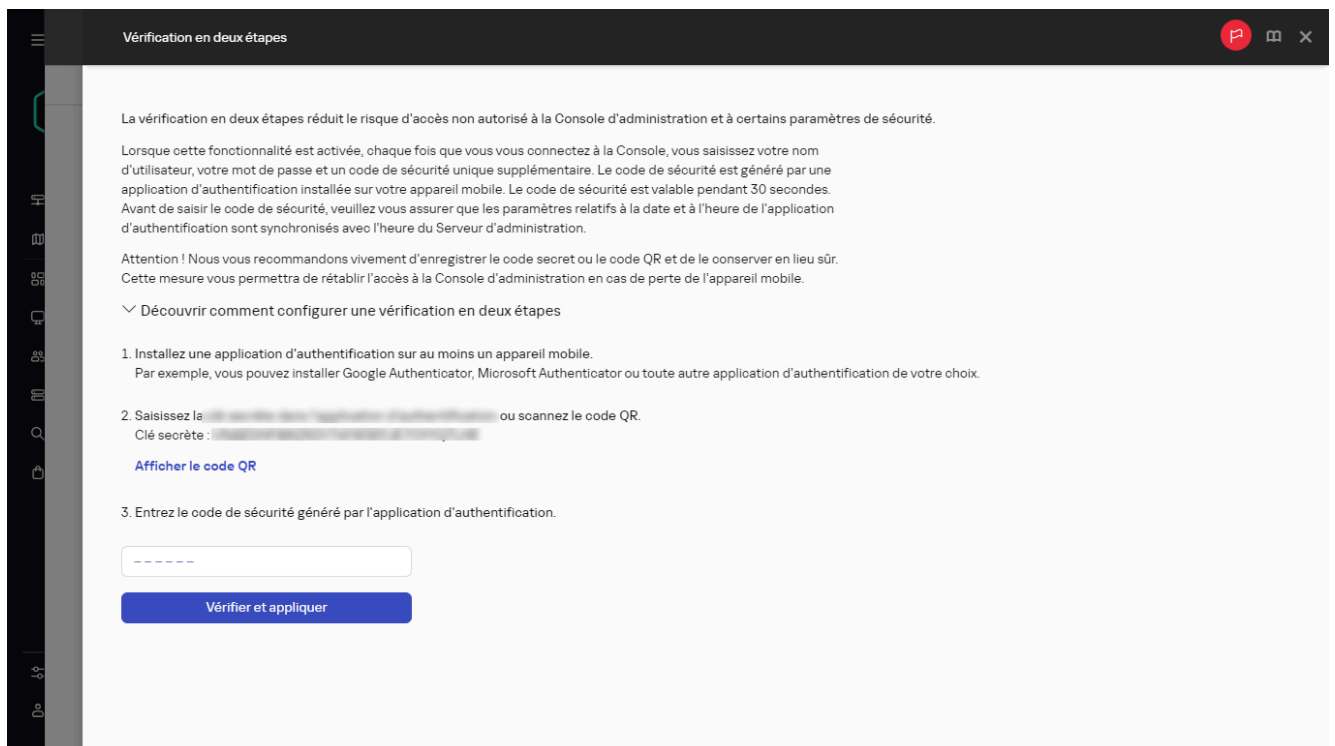 Vérification en deux étapes
La vérification en deux étapes réduit le risque d'accès non autorisé à la Console d'administration et à certains paramètres de sécurité.
Lorsque cette fonctionnalité est activée, chaque fois que vous vous connectez à la Console, vous saisissez votre nom
d'utilisateur, votre mot de passe et un code de sécurité unique supplémentaire. Le code de sécurité est généré par une
application d'authentification installée sur votre appareil mobile. Le code de sécurité est valable pendant 30 secondes.
Avant de saisir le code de sécurité, veuillez vous assurer que les paramètres relatifs à la date et à l'heure de l'application
d'authentification sont synchronisés avec l'heure du Serveur d'administration.
Attention ! Nous vous recommandons vivement d'enregistrer le code secret ou le code QR et de le conserver en lieu sûr.
Cette mesure vous permettra de rétablir l'accès à la Console d'administration en cas de perte de l'appareil mobile.
Découvrir comment configurer une vérification en deux étapes
1. Installez une application d'authentification sur au moins un appareil mobile.
Par exemple, vous pouvez installer Google Authenticator, Microsoft Authenticator ou toute autre application d'authentification de votre choix.
2. Saisissez la ou scannez le code QR.
Clé secrète :
Afficher le code QR
3. Entrez le code de sécurité généré par l'application d'authentification.
______
Vérifier et appliquer